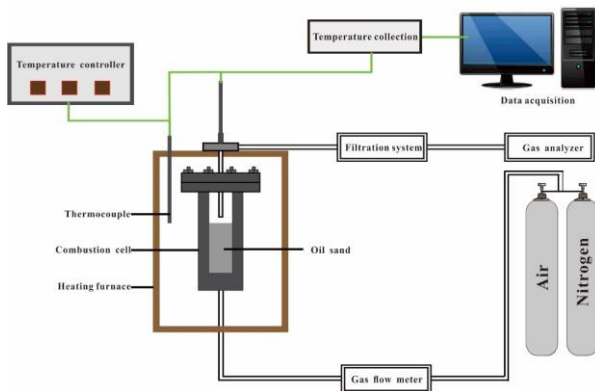 Temperature controller
Temperature collection
Data acquisition
Filtration system
Gas analyzer
Thermocouple
Combustion cell
Oil sand
Heating furnace
Air
Nitrogen
Gas flow meter